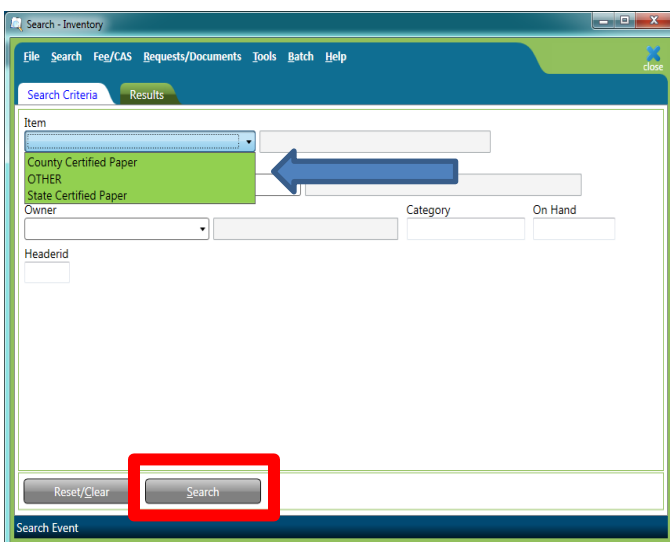 Search - Inventory
File Search Fee/CAS Requests/Documents Tools Batch Help
close
Search Criteria Results
Item
County Certified Paper
OTHER
State Certified Paper
Owner Category On Hand
Headerid
Reset/Clear Search
Search Event